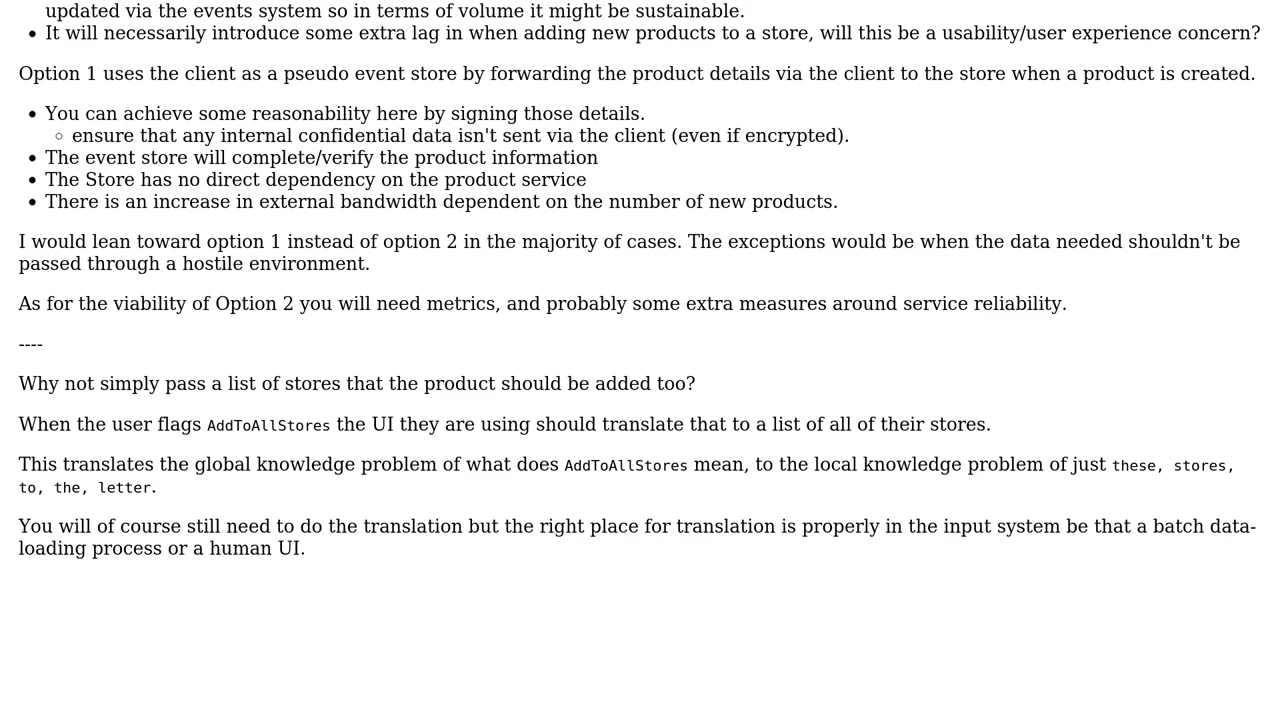 updated via the events system so in terms of volume it might be sustainable.
• It will necessarily introduce some extra lag in when adding new products to a store, will this be a usability/user experience concern?
Option 1 uses the client as a pseudo event store by forwarding the product details via the client to the store when a product is created.
• You can achieve some reasonability here by signing those details.
◦ ensure that any internal confidential data isn't sent via the client (even if encrypted).
• The event store will complete/verify the product information
• The Store has no direct dependency on the product service
• There is an increase in external bandwidth dependent on the number of new products.
I would lean toward option 1 instead of option 2 in the majority of cases. The exceptions would be when the data needed shouldn't be
passed through a hostile environment.
As for the viability of Option 2 you will need metrics, and probably some extra measures around service reliability.
----
Why not simply pass a list of stores that the product should be added too?
When the user flags AddToAllStores the UI they are using should translate that to a list of all of their stores.
This translates the global knowledge problem of what does AddToAllStores mean, to the local knowledge problem of just these, stores,
to, the, letter.
You will of course still need to do the translation but the right place for translation is properly in the input system be that a batch data-
loading process or a human UI.